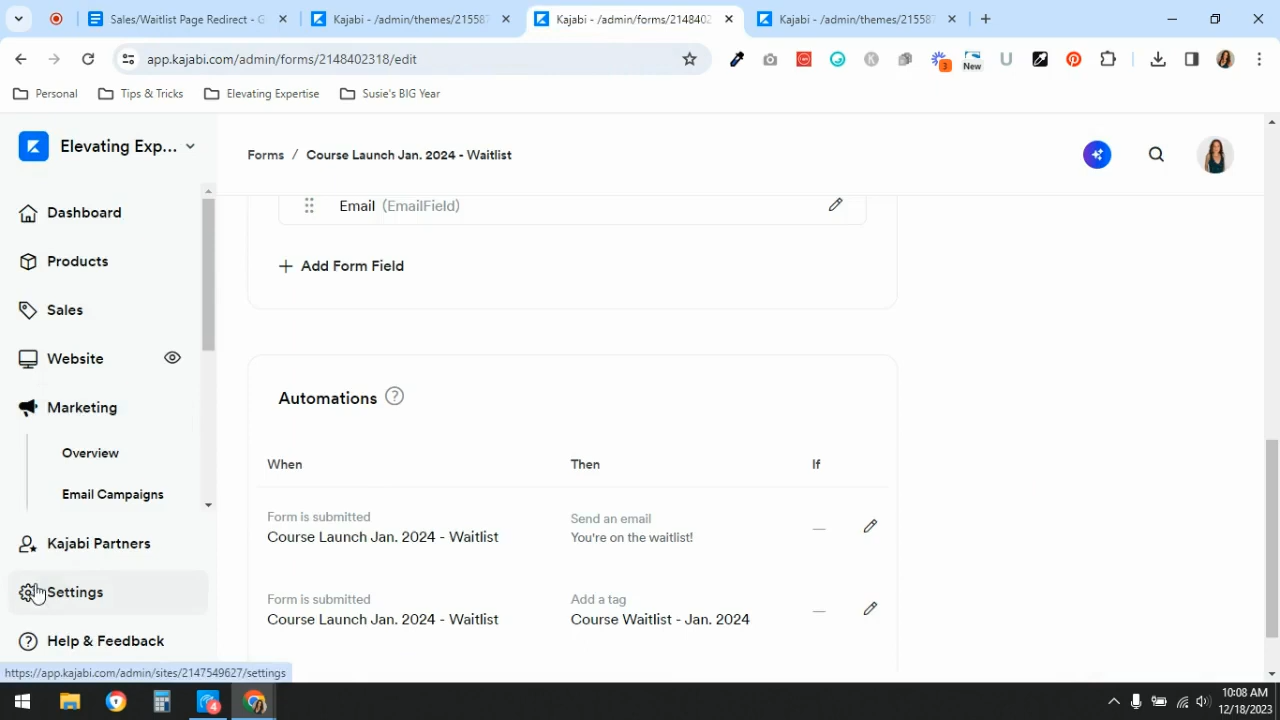 Sales/Waitlist Page Redirect - G
Kajabi - /admin/themes/21558
Kajabi - /admin/forms/2148402
Kajabi - /admin/themes/21558
app.kajabi.com/admin/forms/2148402318/edit
3
New
Personal
Tips & Tricks
Elevating Expertise
Susie's BIG Year
Elevating Exp...
Forms / Course Launch Jan. 2024 - Waitlist
Dashboard
Products
Sales
Website
Marketing
Overview
Email Campaigns
Kajabi Partners
Settings
Help & Feedback
Email (EmailField)
+ Add Form Field
Automations ?
When Then If
Form is submitted Send an email
Course Launch Jan. 2024 - Waitlist You're on the waitlist! —
Form is submitted Add a tag
Course Launch Jan. 2024 - Waitlist Course Waitlist - Jan. 2024 —
https://app.kajabi.com/admin/sites/2147549627/settings
4
10:08 AM
12/18/2023